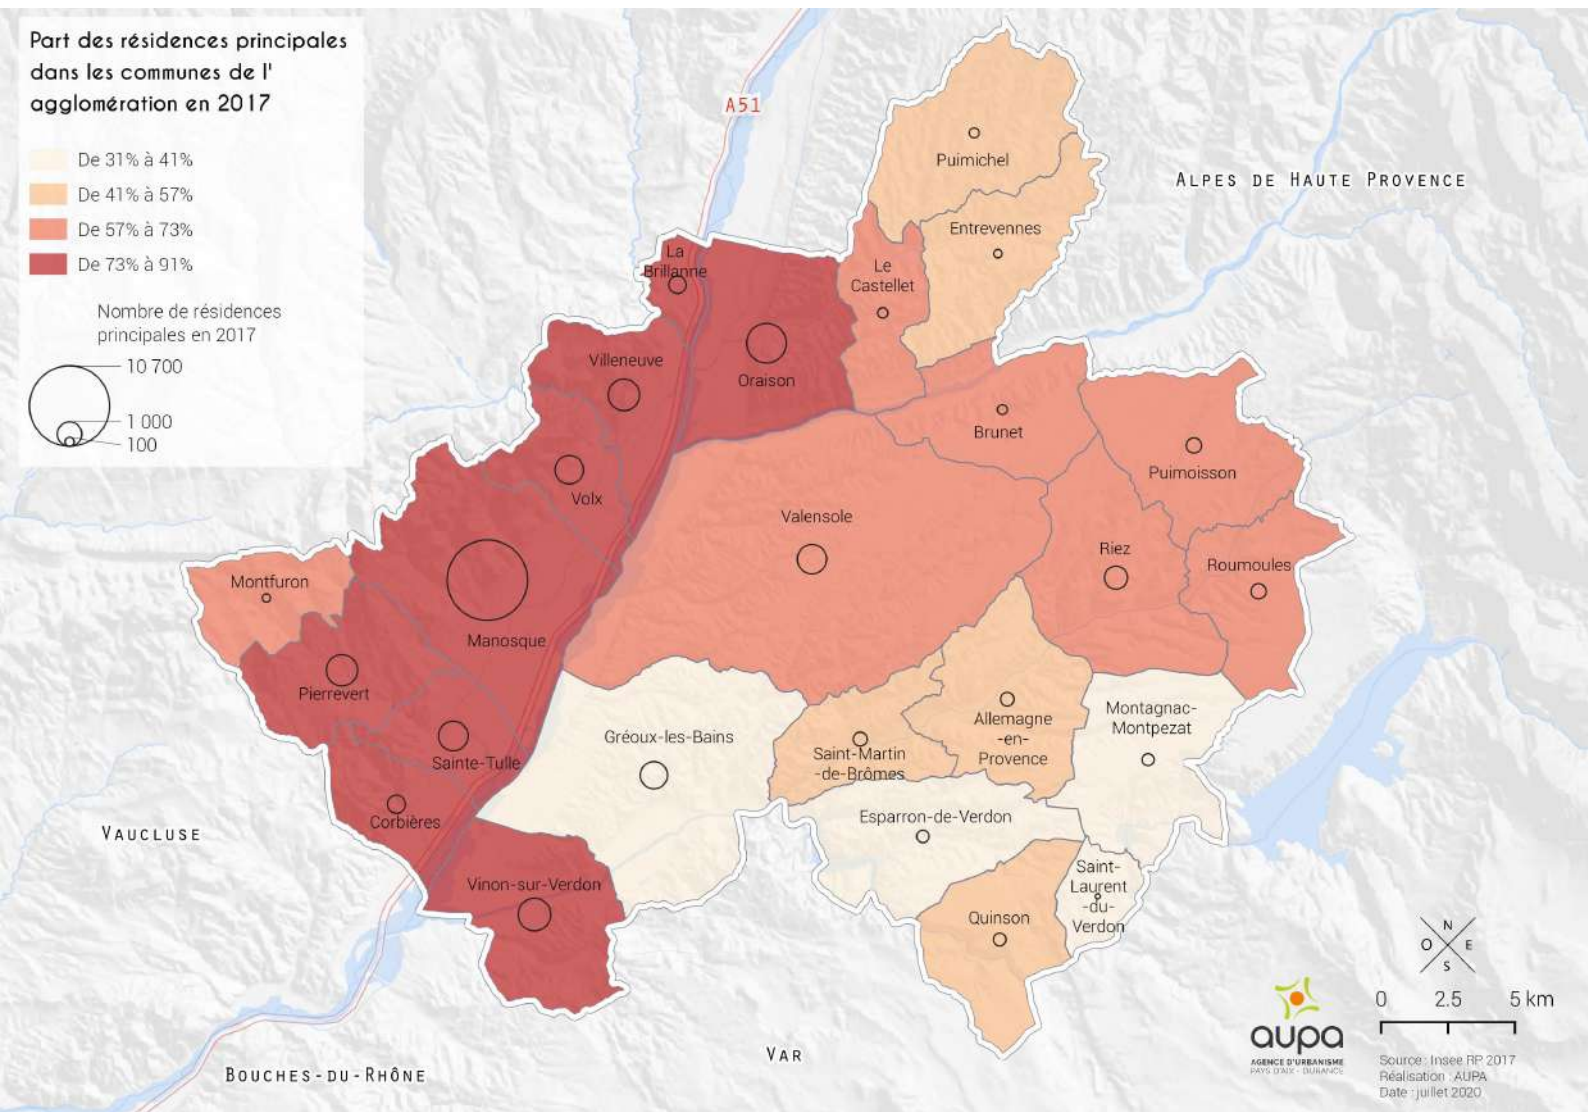 Part des résidences principales
dans les communes de l'
agglomération en 2017
De 31% à 41%
De 41% à 57%
De 57% à 73%
De 73% à 91%
Nombre de résidences
principales en 2017
10 700
1 000
100
A51
ALPES DE HAUTE PROVENCE
Puimichel
Entrevennes
La
Brillanne
Le
Castellet
Villeneuve
Oraison
Brunet
Puimoisson
Volx
Valensole
Riez
Roumoules
Montfuron
Manosque
Pierrevert
Sainte-Tulle
Gréoux-les-Bains
Saint-Martin
-de-Brômes
Allemagne
-en-
Provence
Montagnac-
Montpezat
Corbières
Esparron-de-Verdon
VAUCLUSE
Vinon-sur-Verdon
Quinson
Saint-
Laurent
-du-
Verdon
VAR
BOUCHES-DU-RHÔNE
N
O E
S
0 2.5 5 km
aupa
AGENCE D'URBANISME
PAYS D'AIX - DURANCE
Source : Insee RP 2017
Réalisation : AUPA
Date : juillet 2020